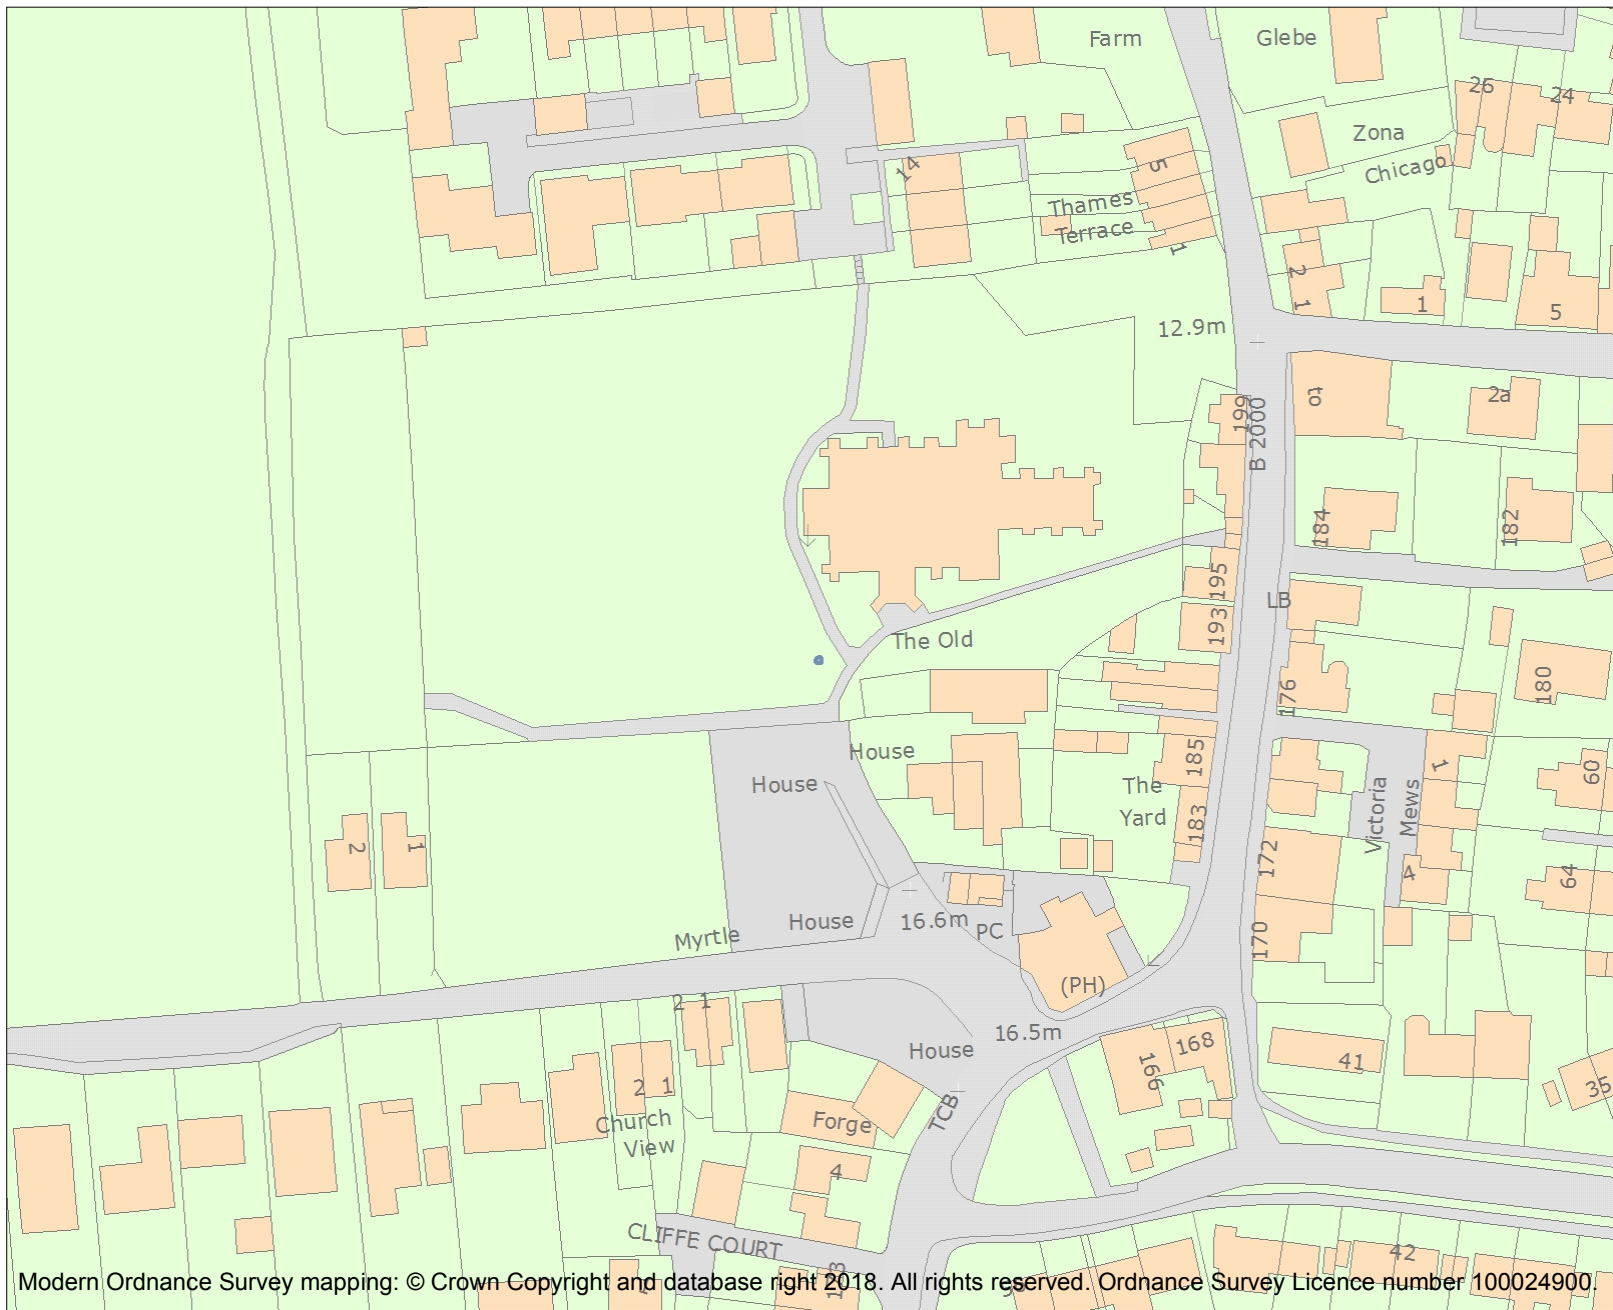 Farm
Glebe
26
24
Zona
Chicago
14
5
Thames
Terrace
1
2
1
1
5
12.9m
199
B 2000
to
2a
184
182
195
LB
193
The Old
176
180
House
185
1
House
The
Yard
183
Victoria
Mews
60
2
1
172
4
64
House
16.6m
PC
Myrtle
170
(PH)
2 1
16.5m
House
168
166
41
35
2 1
Church
View
Forge
TCB
4
CLIFFE COURT
42
Modern Ordnance Survey mapping: © Crown Copyright and database right 2018. All rights reserved. Ordnance Survey Licence number 100024900.